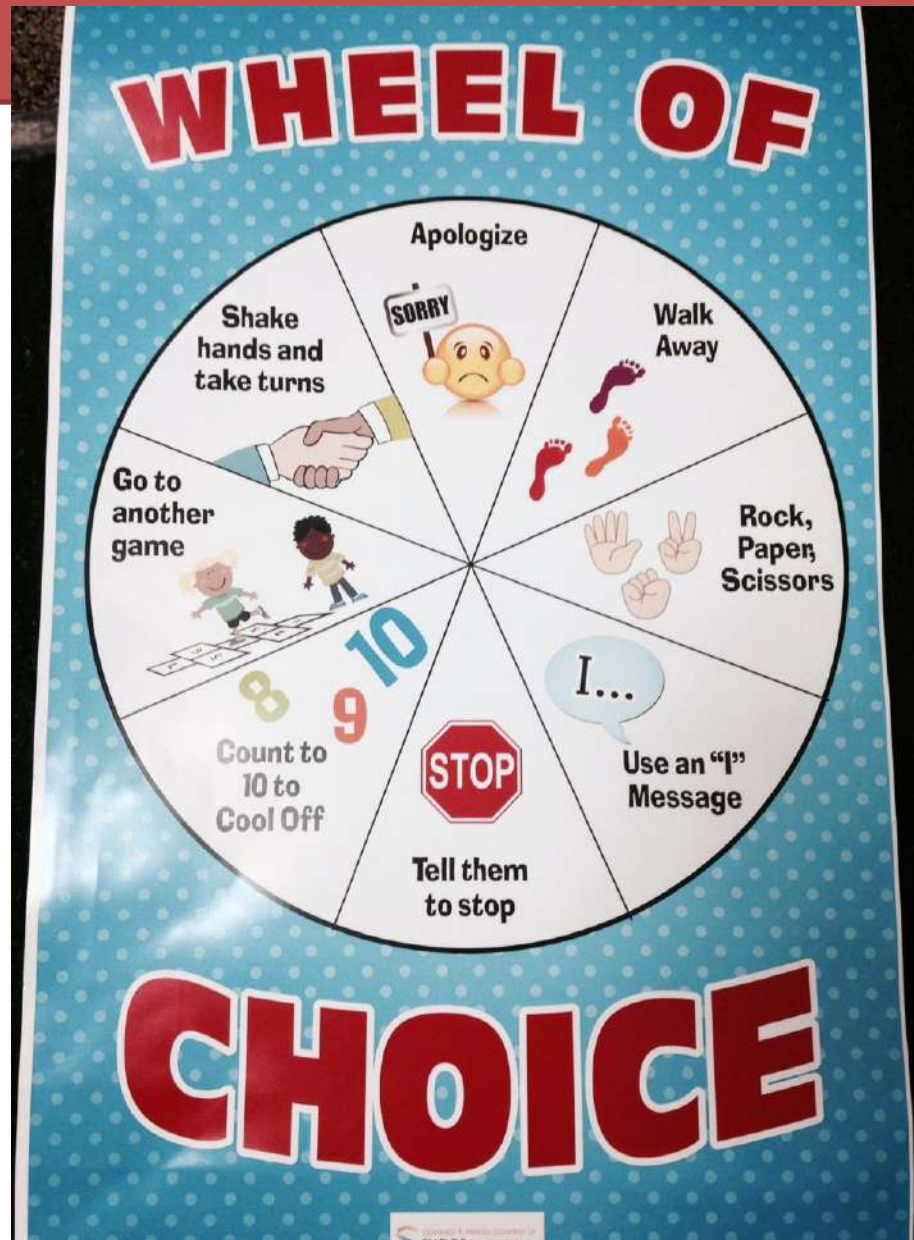 WHEEL OF
Apologize
SORRY
Walk
Away
Rock,
Paper,
Scissors
I...
Use an “I”
Message
STOP
Tell them
to stop
8
9
10
Count to
10 to
Cool Off
Go to
another
game
Shake
hands and
take turns
CHOICE